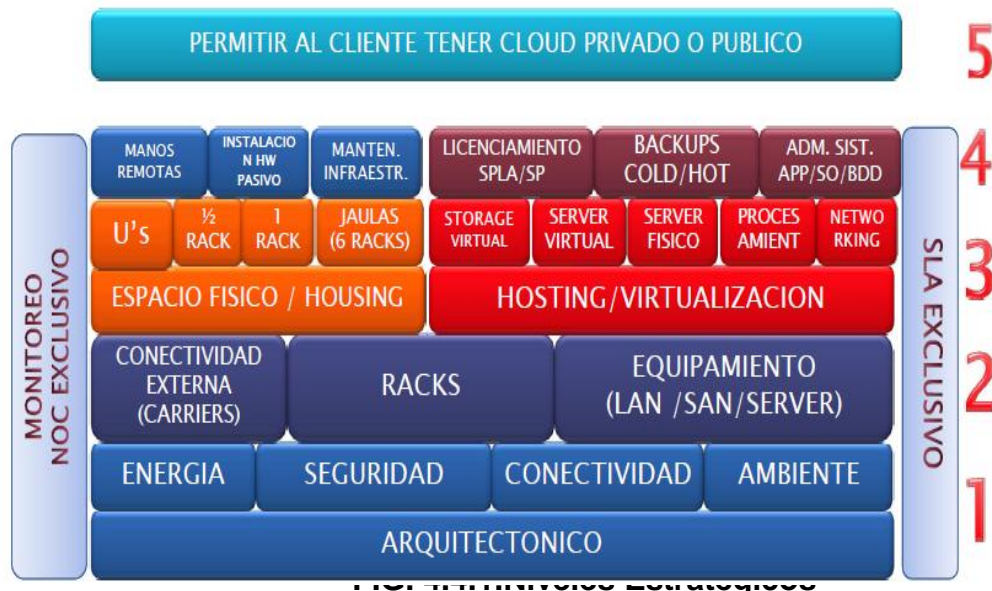 PERMITIR AL CLIENTE TENER CLOUD PRIVADO O PUBLICO
5
MANOS
REMOTAS
INSTALACIO
N HW
PASIVO
MANTEN.
INFRAESTR.
LICENCIAMIENTO
SPLA/SP
BACKUPS
COLD/HOT
ADM. SIST.
APP/SO/BDD
4
U's
½
RACK
1
RACK
JAULAS
(6 RACKS)
STORAGE
VIRTUAL
SERVER
VIRTUAL
SERVER
FISICO
PROCES
AMIENT
NETWO
RKING
3
ESPACIO FISICO / HOUSING
HOSTING/VIRTUALIZACION
MONITOREO
NOC EXCLUSIVO
SLA EXCLUSIVO
CONECTIVIDAD
EXTERNA
(CARRIERS)
RACKS
EQUIPAMIENTO
(LAN /SAN/SERVER)
2
ENERGIA
SEGURIDAD
CONECTIVIDAD
AMBIENTE
1
ARQUITECTONICO
Niveles Estratégicos